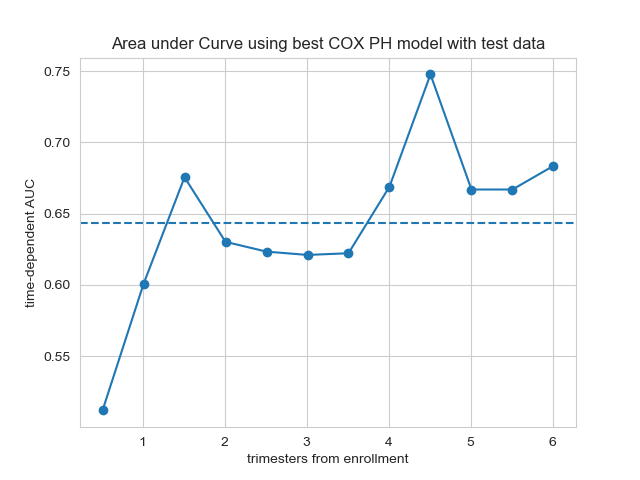 Area under Curve using best COX PH model with test data
0.75
0.70
0.65
0.60
0.55
time-dependent AUC
1 2 3 4 5 6
trimesters from enrollment